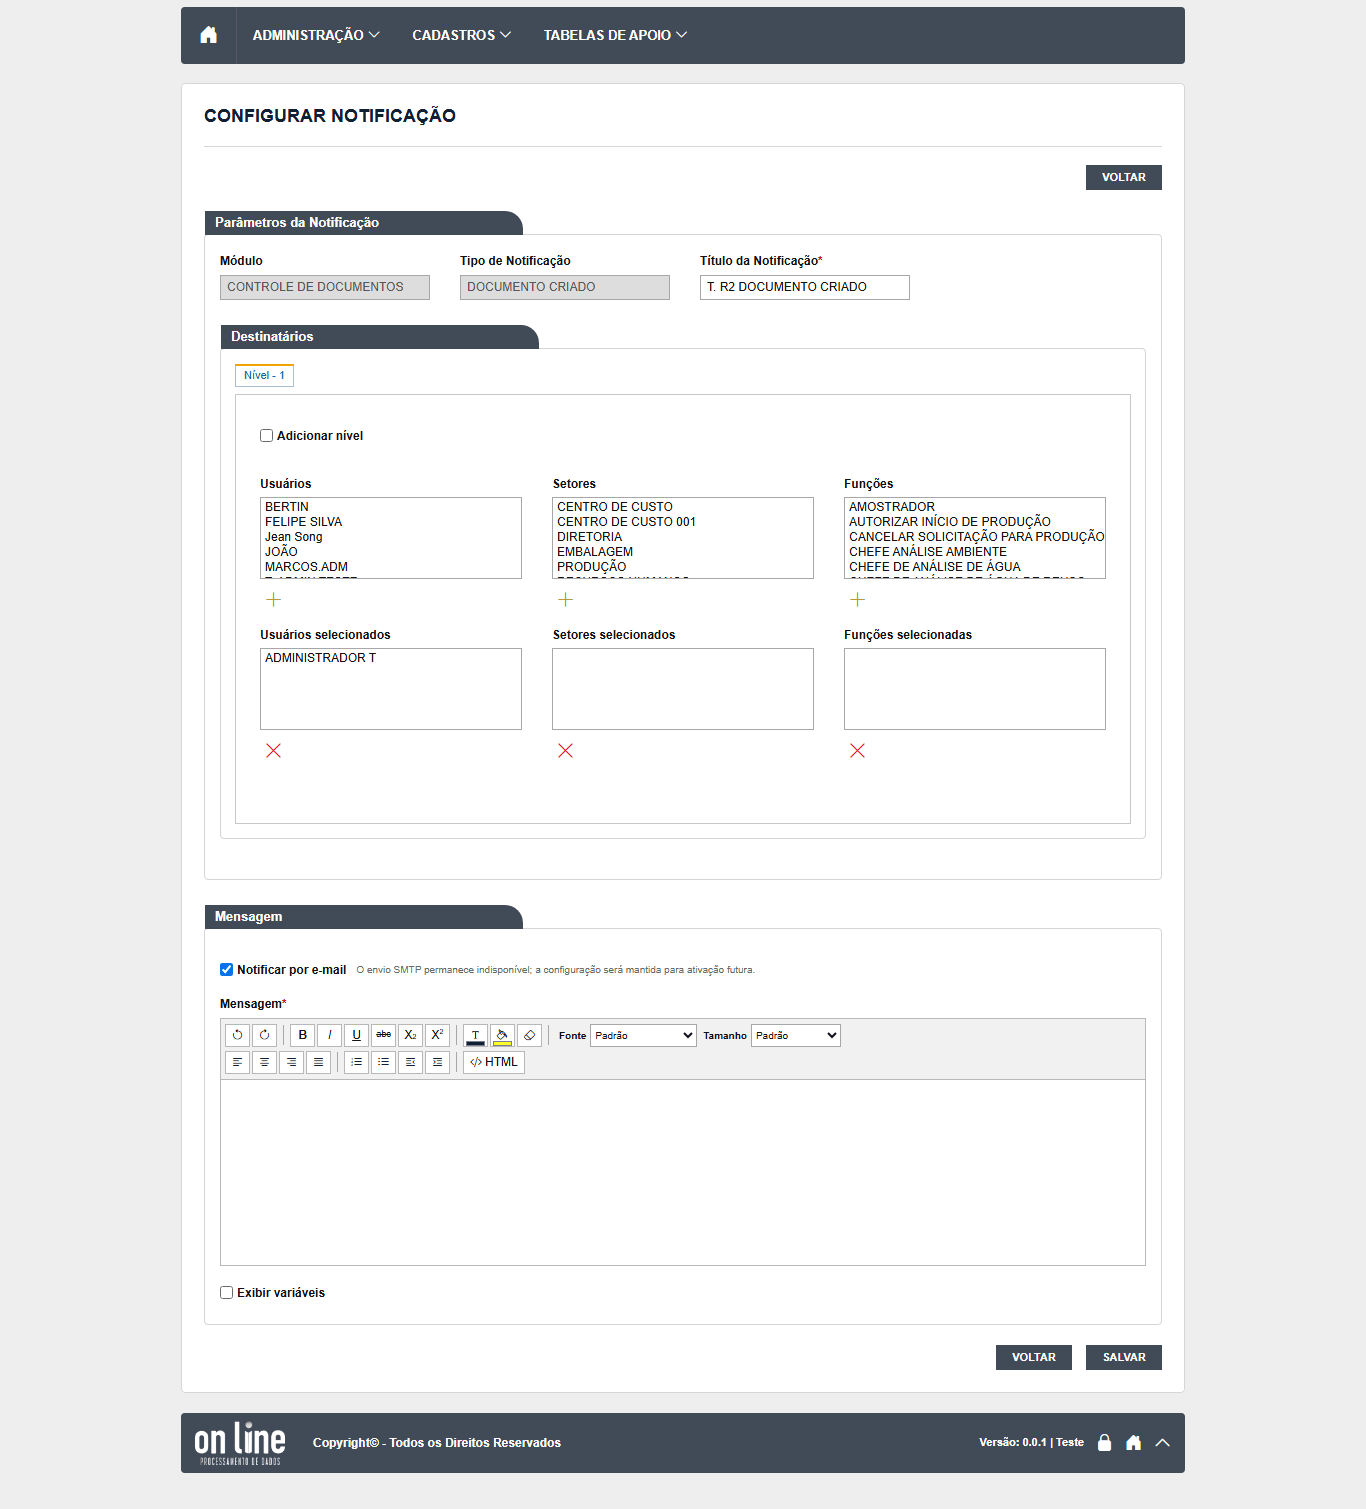 ADMINISTRAÇÃO CADASTROS TABELAS DE APOIO
CONFIGURAR NOTIFICAÇÃO
VOLTAR
Parâmetros da Notificação
Módulo Tipo de Notificação Título da Notificação*
CONTROLE DE DOCUMENTOS DOCUMENTO CRIADO T. R2 DOCUMENTO CRIADO
Destinatários
Nível - 1
Adicionar nível
Usuários Setores Funções
BERTIN CENTRO DE CUSTO AMOSTRADOR
FELIPE SILVA CENTRO DE CUSTO 001 AUTORIZAR INÍCIO DE PRODUÇÃO
Jean Song DIRETORIA CANCELAR SOLICITAÇÃO PARA PRODUÇÃO
JOÃO EMBALAGEM CHEFE ANÁLISE AMBIENTE
MARCOS.ADM PRODUÇÃO CHEFE DE ANÁLISE DE ÁGUA
Usuários selecionados Setores selecionados Funções selecionadas
ADMINISTRADOR T
Mensagem
Notificar por e-mail O envio SMTP permanece indisponível; a configuração será mantida para ativação futura.
Mensagem*
B I U abc X2 X2 T Fonte Padrão Tamanho Padrão
</> HTML
Exibir variáveis
VOLTAR SALVAR
on line
PROCESSAMENTO DE DADOS
Copyright© - Todos os Direitos Reservados
Versão: 0.0.1 | Teste